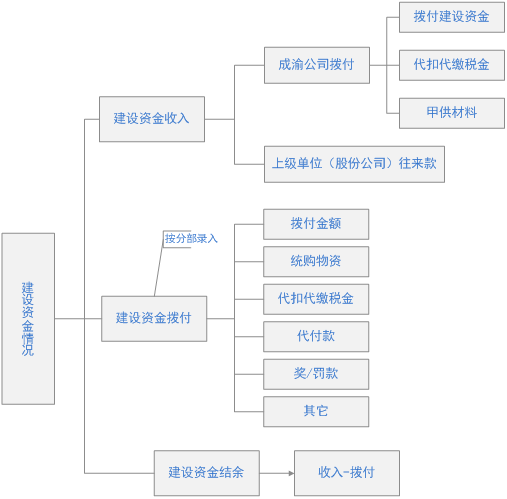 拨付建设资金
成渝公司拨付
代扣代缴税金
甲供材料
建设资金收入
上级单位（股份公司）往来款
拨付金额
按分部录入
统购物资
建设资金情况
代扣代缴税金
建设资金拨付
代付款
奖/罚款
其它
建设资金结余
收入-拨付